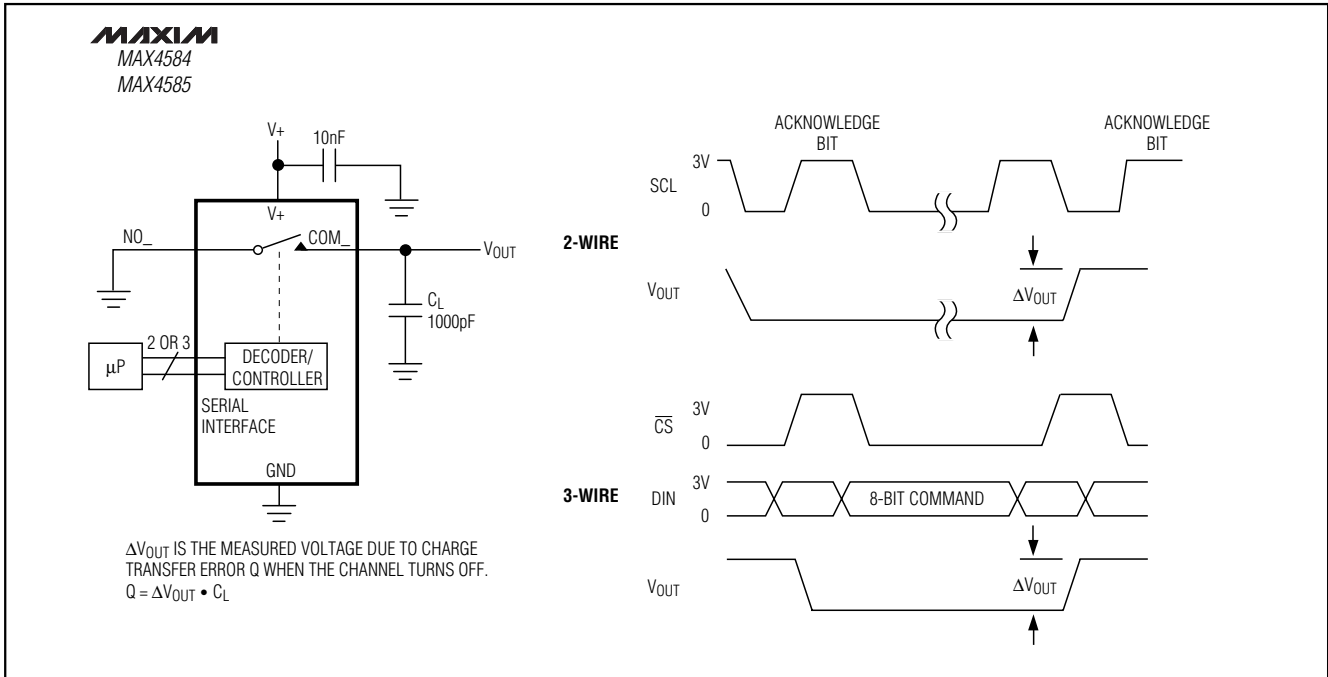 MAXIM
MAX4584
MAX4585
V+
10nF
V+
NO_
COM_
VOUT
CL
1000pF
2 OR 3
µP
DECODER/
CONTROLLER
SERIAL
INTERFACE
GND
ΔVOUT IS THE MEASURED VOLTAGE DUE TO CHARGE
TRANSFER ERROR Q WHEN THE CHANNEL TURNS OFF.
Q = ΔVOUT • CL
2-WIRE
ACKNOWLEDGE
BIT
ACKNOWLEDGE
BIT
SCL
3V
0
VOUT
ΔVOUT
3-WIRE
C̅S̅
3V
0
DIN
3V
0
8-BIT COMMAND
VOUT
ΔVOUT